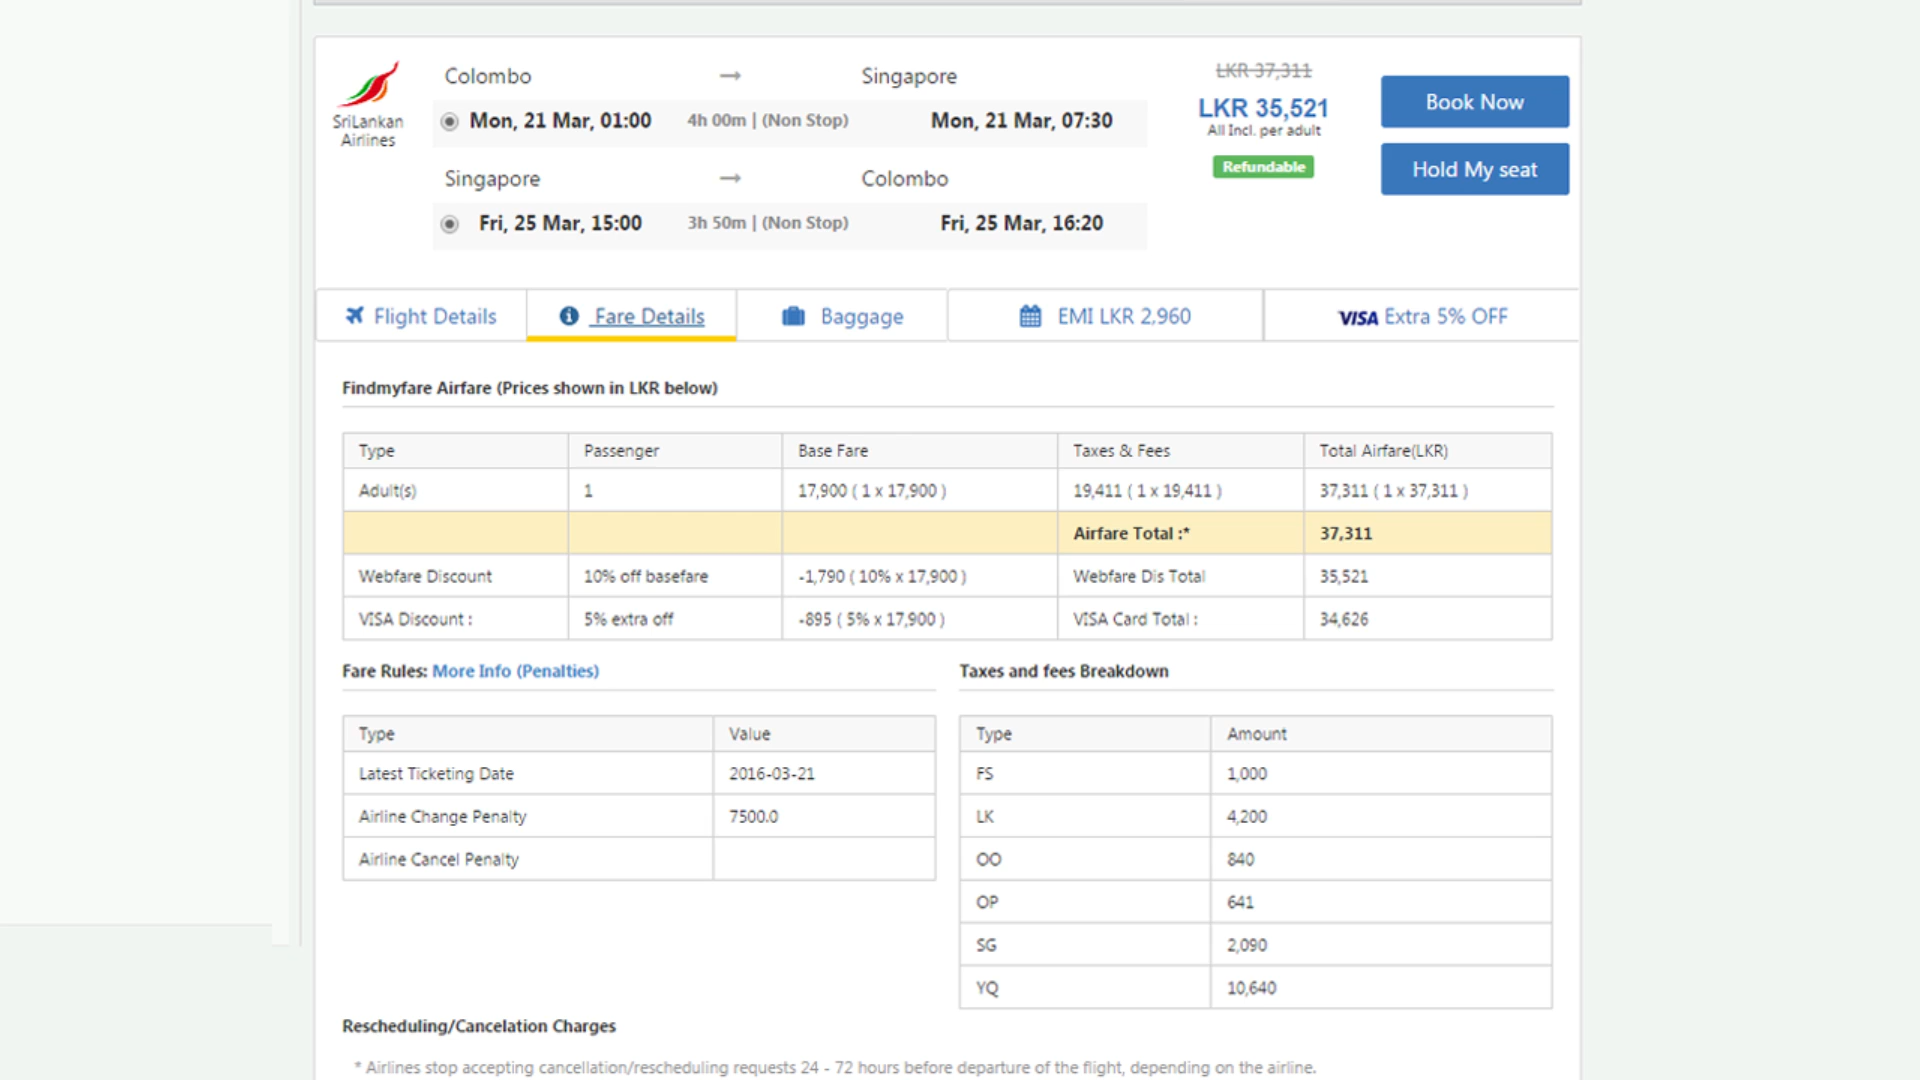 Colombo → Singapore
SriLankan
Airlines
Mon, 21 Mar, 01:00 4h 00m | (Non Stop) Mon, 21 Mar, 07:30
Singapore → Colombo
Fri, 25 Mar, 15:00 3h 50m | (Non Stop) Fri, 25 Mar, 16:20
LKR 37,311
LKR 35,521
All Incl. per adult
Refundable
Book Now
Hold My seat
Flight Details Fare Details Baggage EMI LKR 2,960 VISA Extra 5% OFF
Findmyfare Airfare (Prices shown in LKR below)
Type Passenger Base Fare Taxes & Fees Total Airfare(LKR)
Adult(s) 1 17,900 ( 1 x 17,900 ) 19,411 ( 1 x 19,411 ) 37,311 ( 1 x 37,311 )
Airfare Total :* 37,311
Webfare Discount 10% off basefare -1,790 ( 10% x 17,900 ) Webfare Dis Total 35,521
VISA Discount : 5% extra off -895 ( 5% x 17,900 ) VISA Card Total : 34,626
Fare Rules: More Info (Penalties)
Type Value
Latest Ticketing Date 2016-03-21
Airline Change Penalty 7500.0
Airline Cancel Penalty
Taxes and fees Breakdown
Type Amount
FS 1,000
LK 4,200
OO 840
OP 641
SG 2,090
YQ 10,640
Rescheduling/Cancelation Charges
* Airlines stop accepting cancellation/rescheduling requests 24 - 72 hours before departure of the flight, depending on the airline.